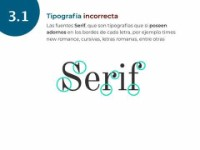 3.1
Tipografía incorrecta
Las fuentes Serif, que son tipografías que si poseen
adornos en los bordes de cada letra, por ejemplo times
new romance, cursivas, letras romanas, entre otras
Serif